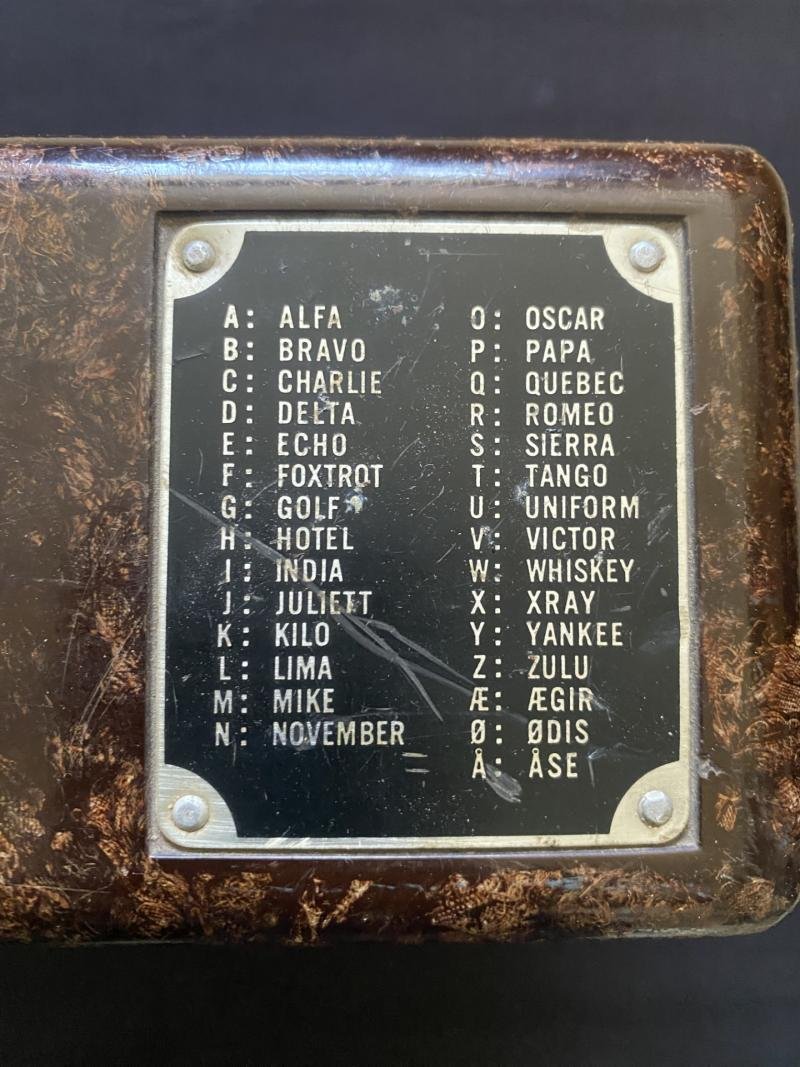 A: ALFA
B: BRAVO
C: CHARLIE
D: DELTA
E: ECHO
F: FOXTROT
G: GOLF
H: HOTEL
I: INDIA
J: JULIETT
K: KILO
L: LIMA
M: MIKE
N: NOVEMBER
O: OSCAR
P: PAPA
Q: QUEBEC
R: ROMEO
S: SIERRA
T: TANGO
U: UNIFORM
V: VICTOR
W: WHISKEY
X: XRAY
Y: YANKEE
Z: ZULU
Æ: ÆGIR
Ø: ØDIS
Å: ÅSE